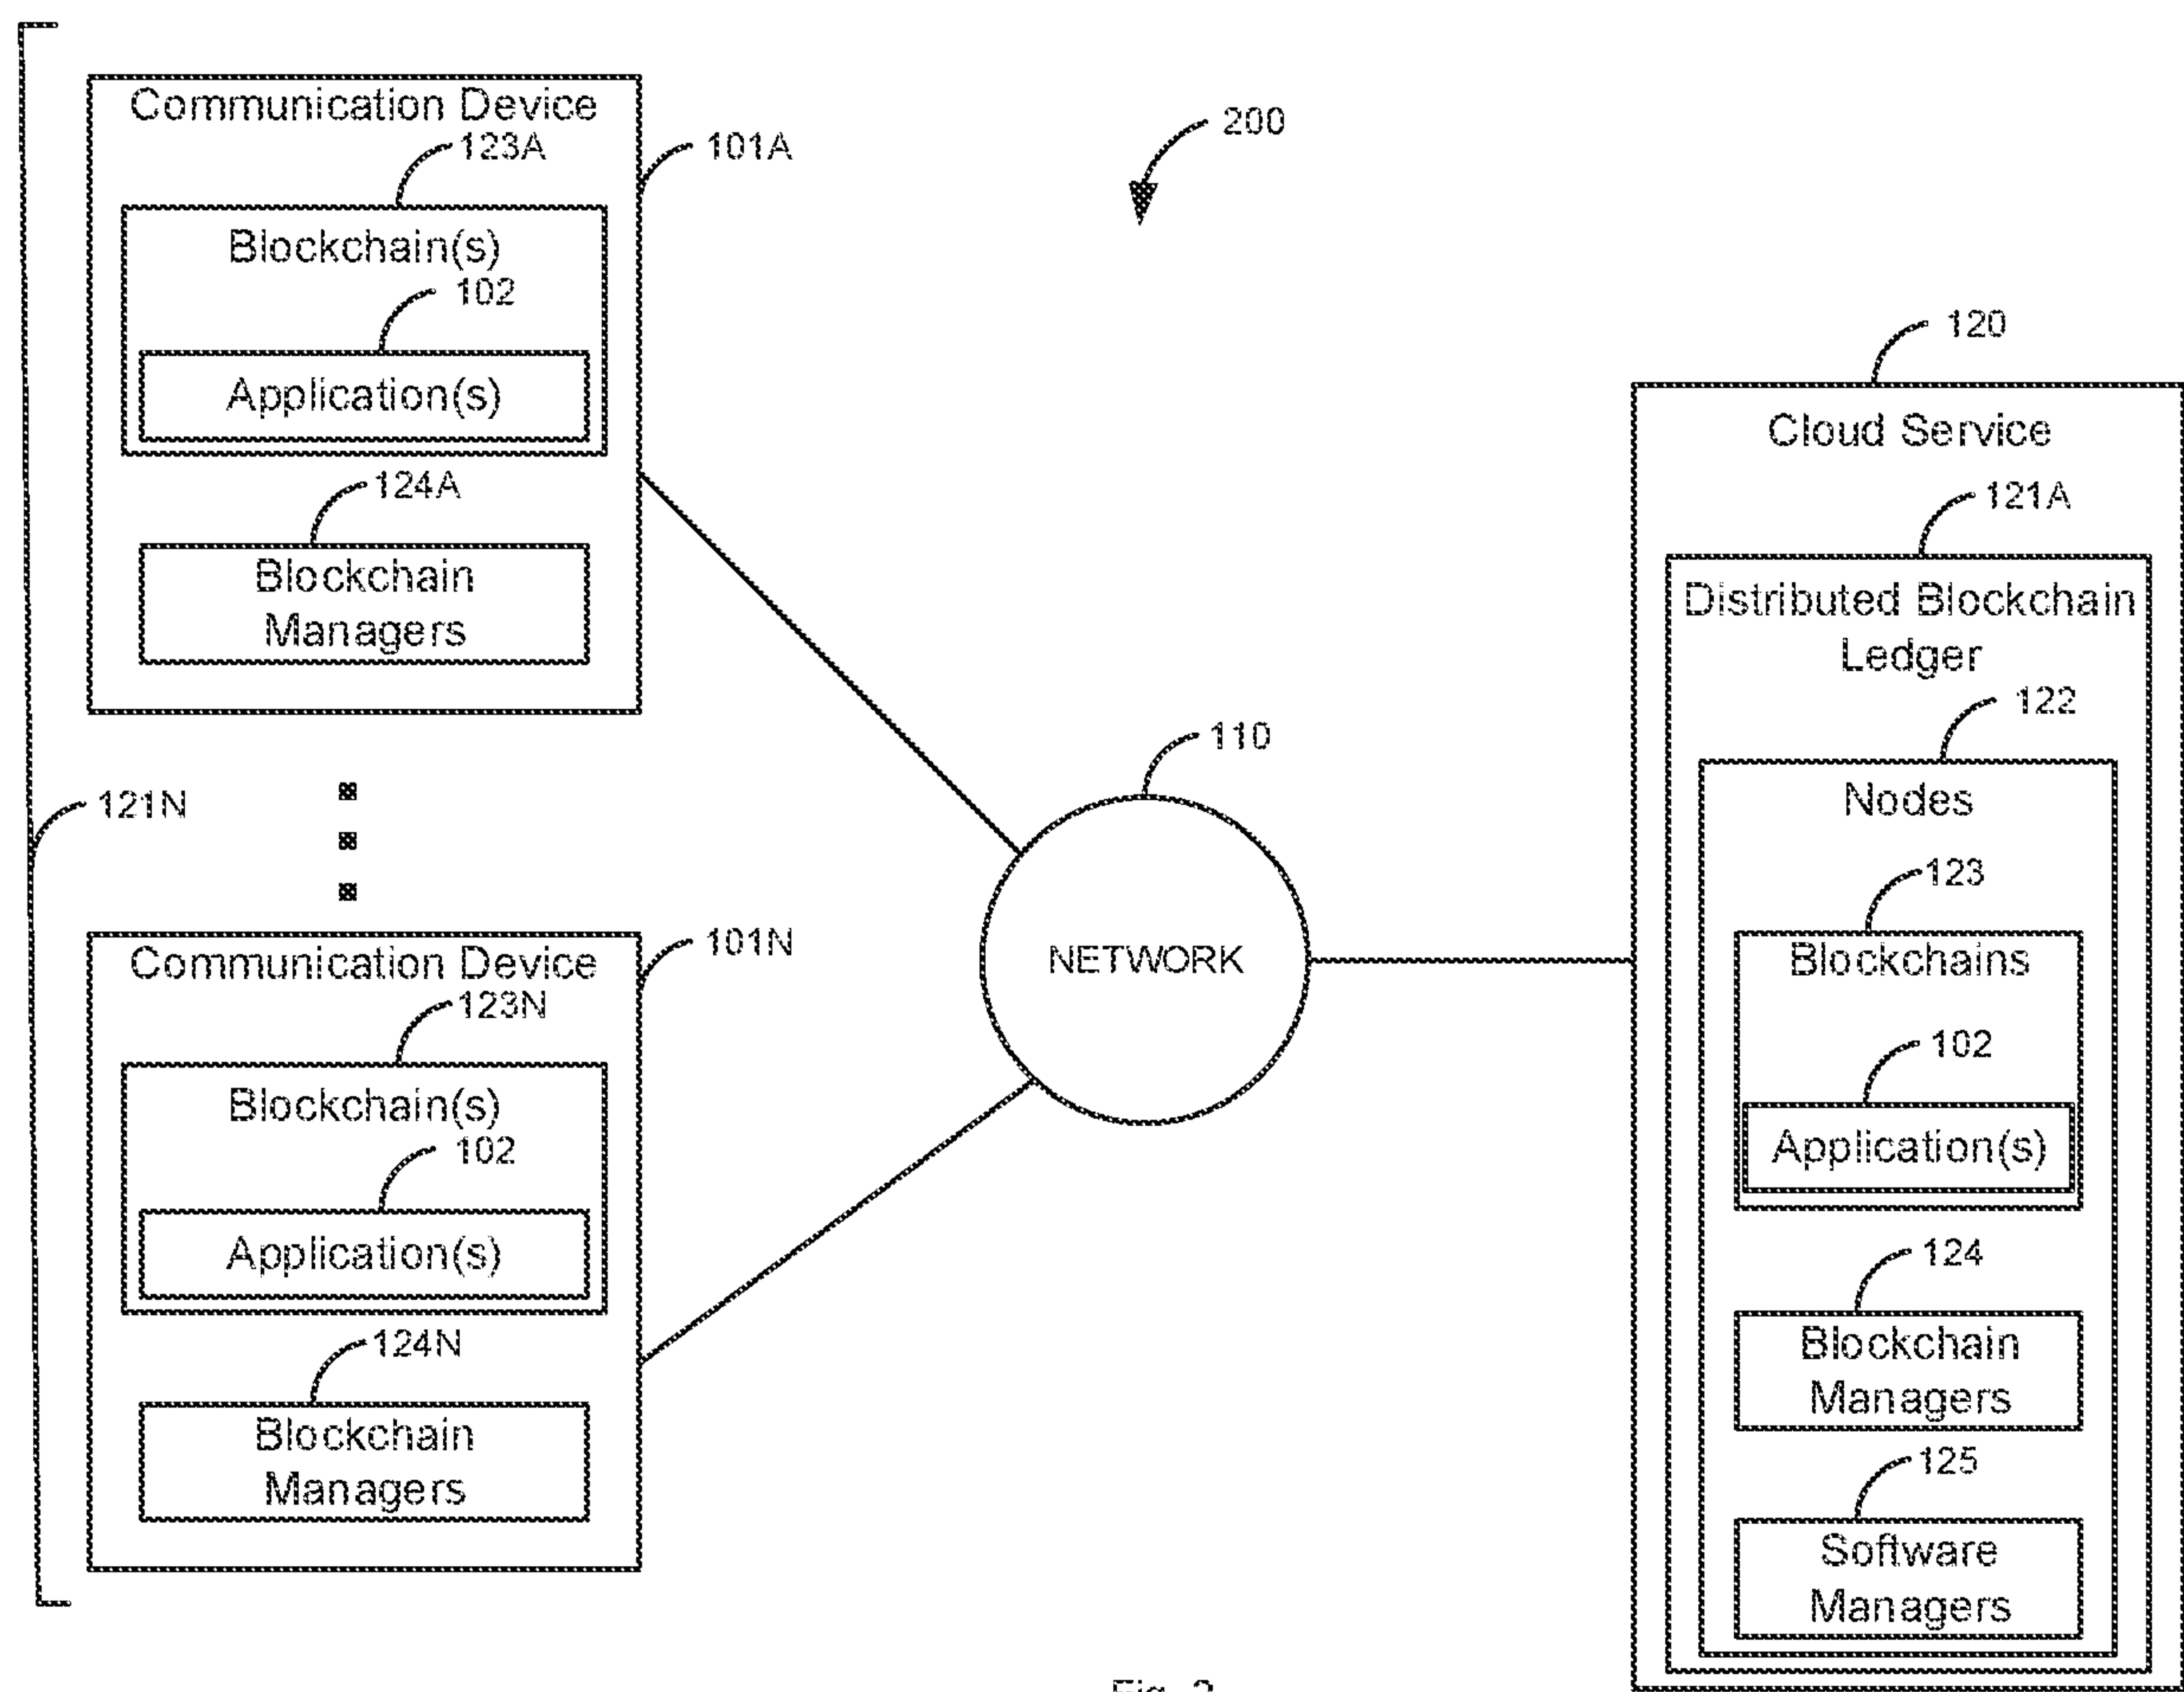 Communication Device
123A
101A
Blockchain(s)
102
Application(s)
124A
Blockchain
Managers
121N
Communication Device
123N
101N
Blockchain(s)
102
Application(s)
124N
Blockchain
Managers
200
110
NETWORK
120
Cloud Service
121A
Distributed Blockchain
Ledger
122
Nodes
123
Blockchains
102
Application(s)
124
Blockchain
Managers
125
Software
Managers